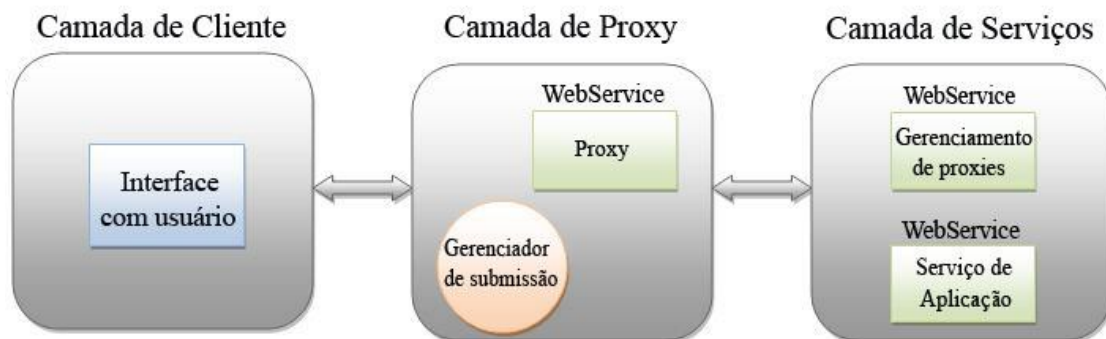 Camada de Cliente
Interface
com usuário
Camada de Proxy
WebService
Proxy
Gerenciador
de submissão
Camada de Serviços
WebService
Gerenciamento
de proxies
WebService
Serviço de
Aplicação